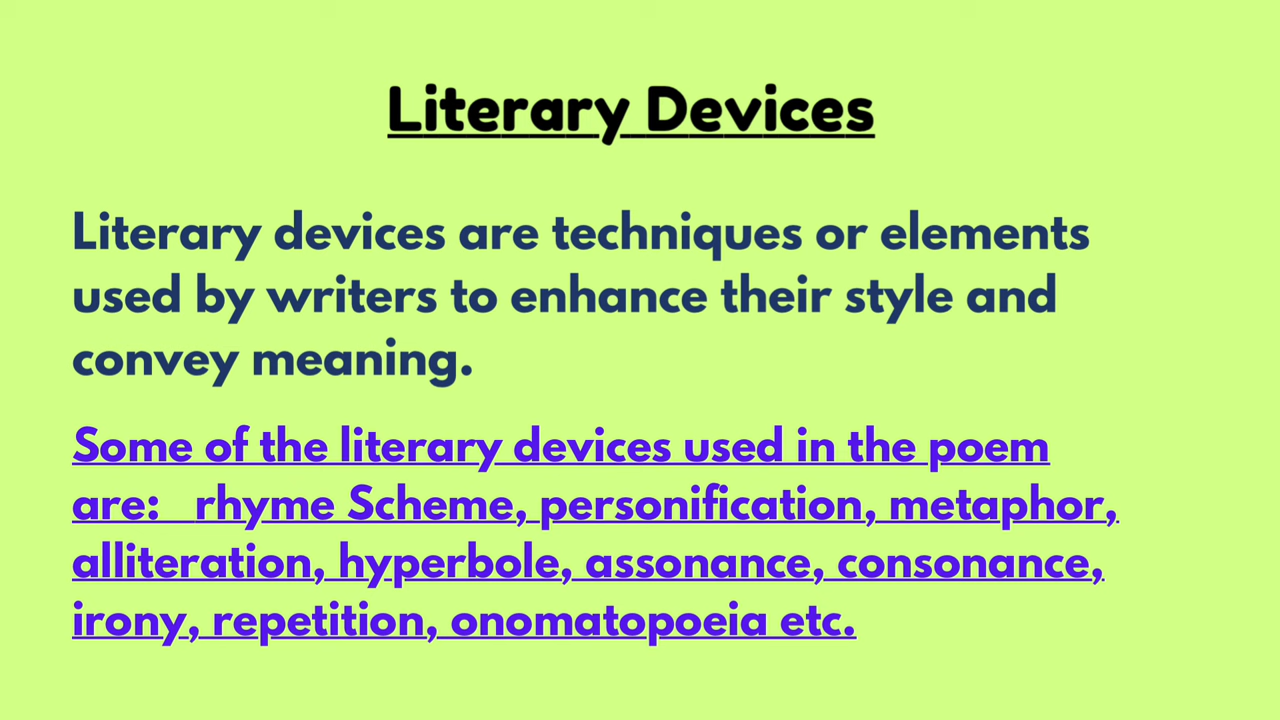 Literary Devices
Literary devices are techniques or elements
used by writers to enhance their style and
convey meaning.
Some of the literary devices used in the poem
are:   rhyme Scheme, personification, metaphor,
alliteration, hyperbole, assonance, consonance,
irony, repetition, onomatopoeia etc.